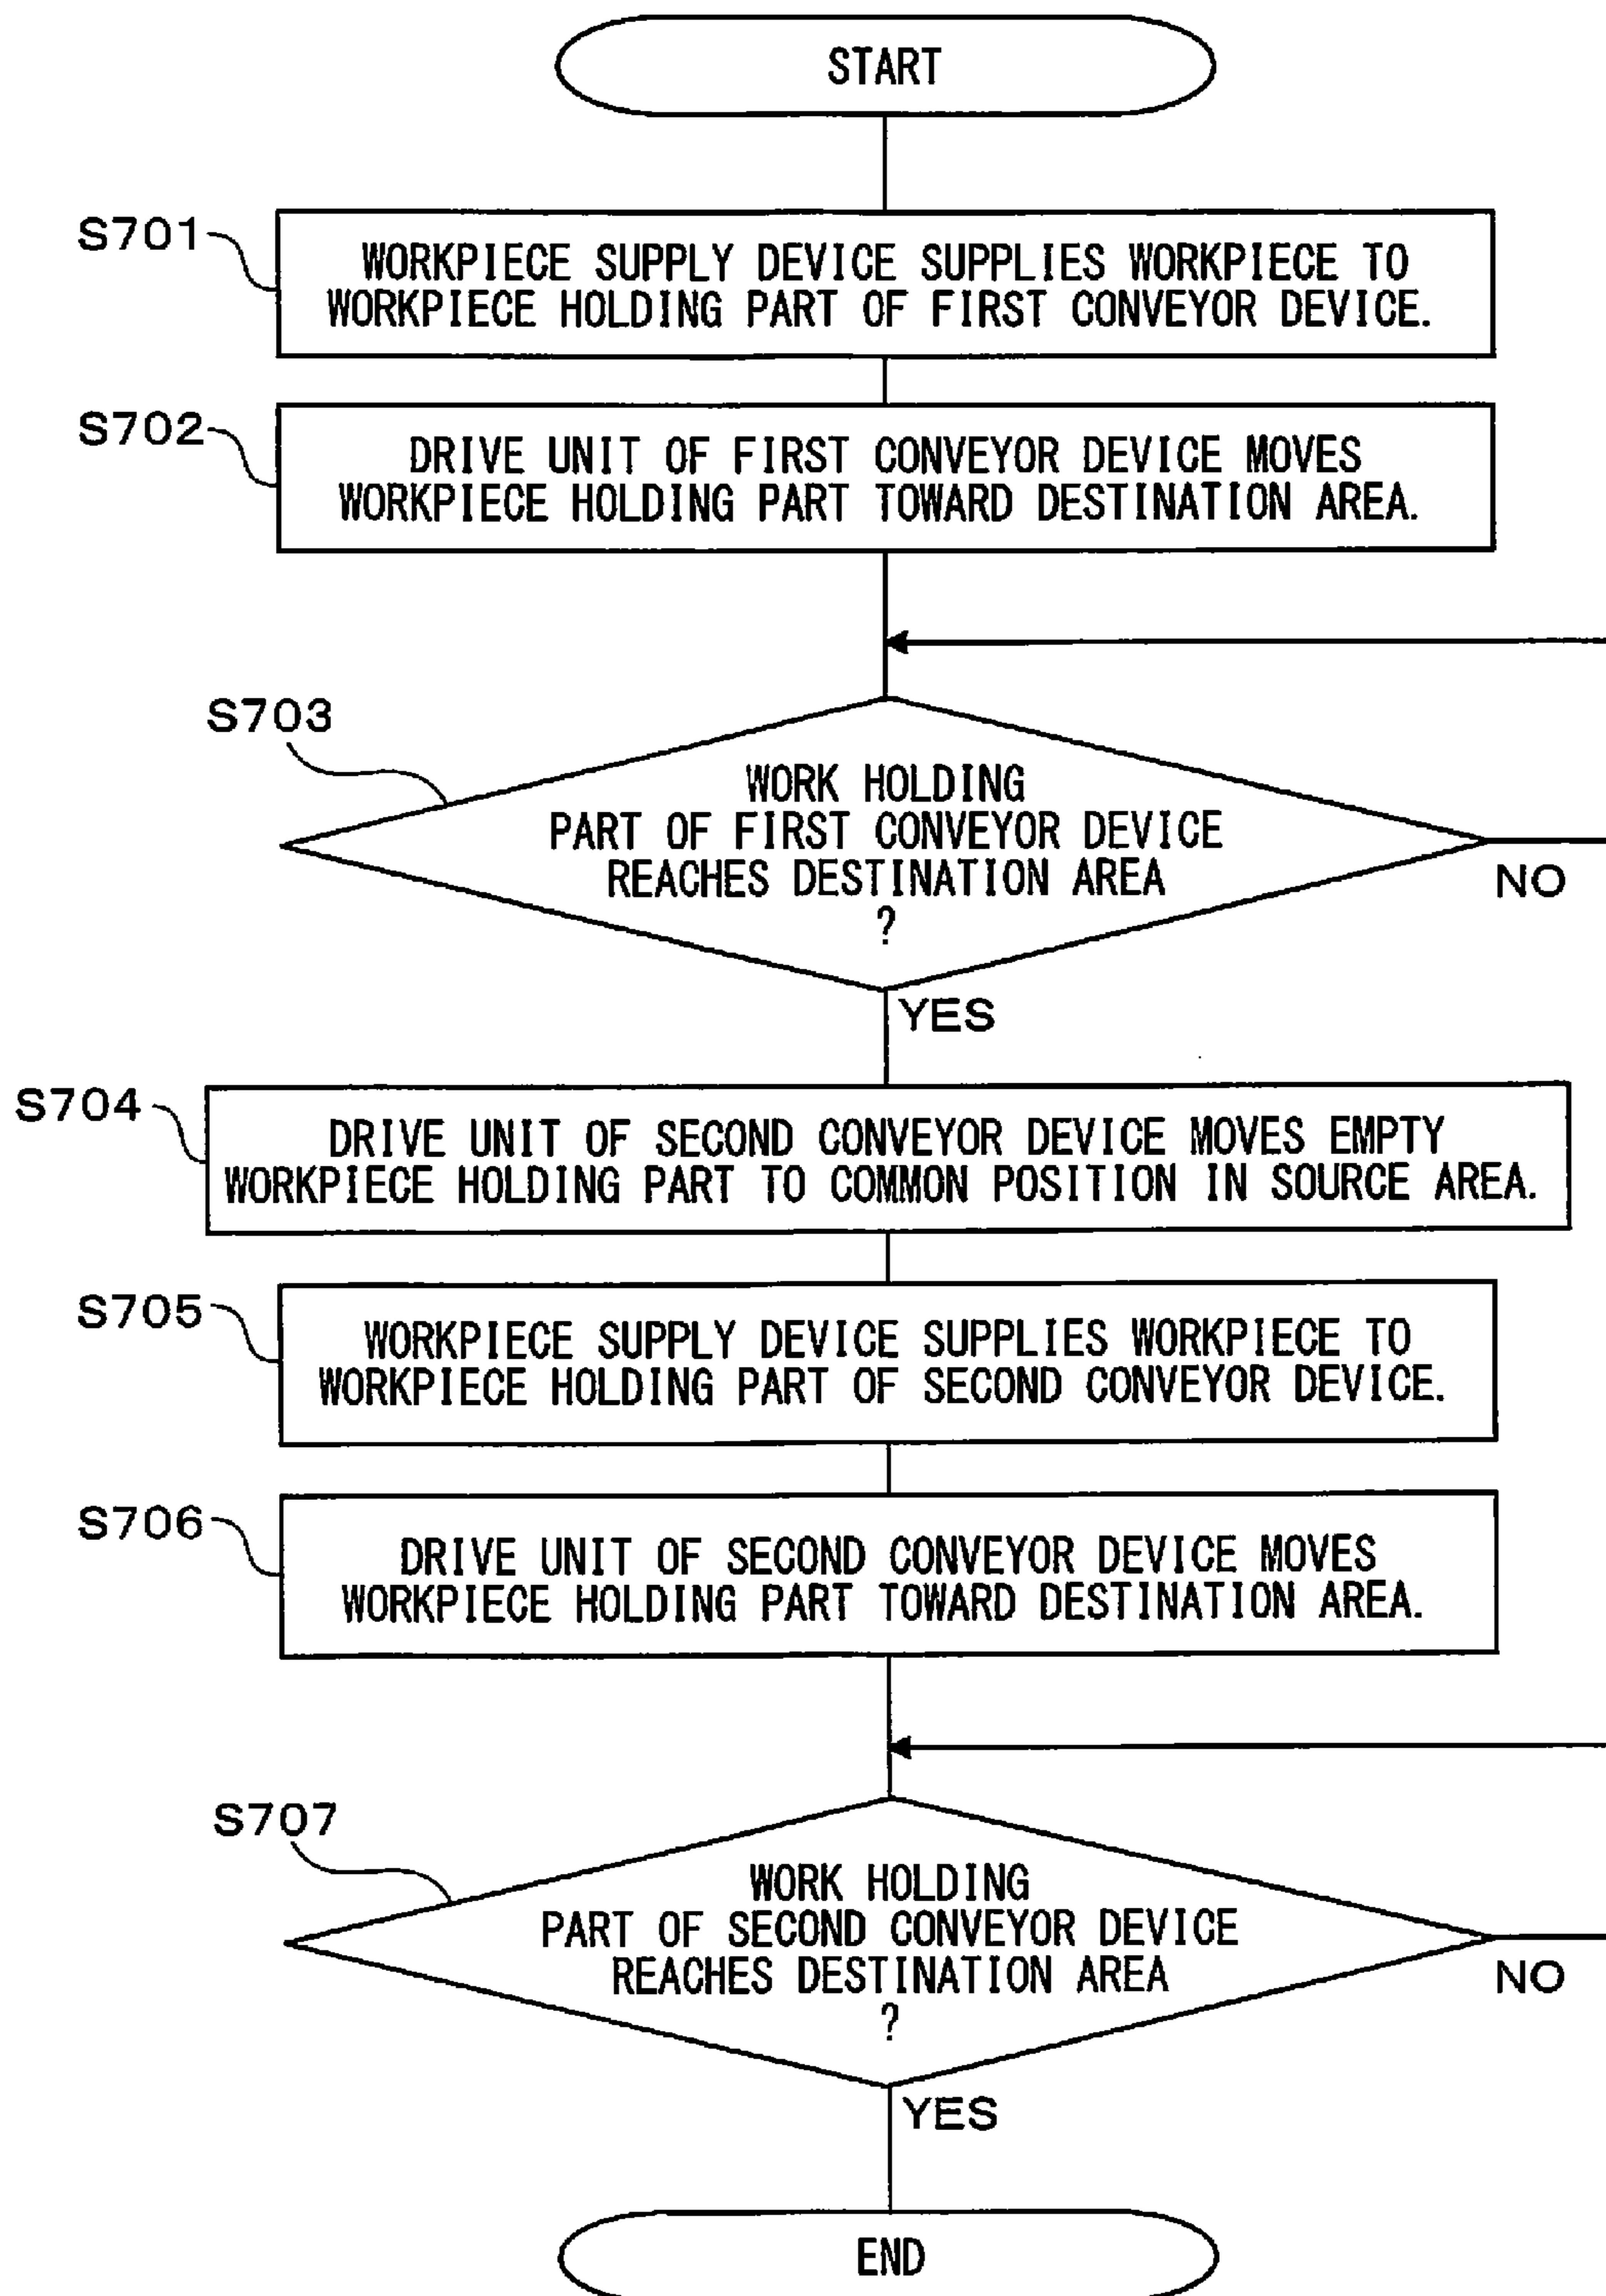 START
S701
WORKPIECE SUPPLY DEVICE SUPPLIES WORKPIECE TO
WORKPIECE HOLDING PART OF FIRST CONVEYOR DEVICE.
S702
DRIVE UNIT OF FIRST CONVEYOR DEVICE MOVES
WORKPIECE HOLDING PART TOWARD DESTINATION AREA.
S703
WORK HOLDING
PART OF FIRST CONVEYOR DEVICE
REACHES DESTINATION AREA
?
NO
YES
S704
DRIVE UNIT OF SECOND CONVEYOR DEVICE MOVES EMPTY
WORKPIECE HOLDING PART TO COMMON POSITION IN SOURCE AREA.
S705
WORKPIECE SUPPLY DEVICE SUPPLIES WORKPIECE TO
WORKPIECE HOLDING PART OF SECOND CONVEYOR DEVICE.
S706
DRIVE UNIT OF SECOND CONVEYOR DEVICE MOVES
WORKPIECE HOLDING PART TOWARD DESTINATION AREA.
S707
WORK HOLDING
PART OF SECOND CONVEYOR DEVICE
REACHES DESTINATION AREA
?
NO
YES
END